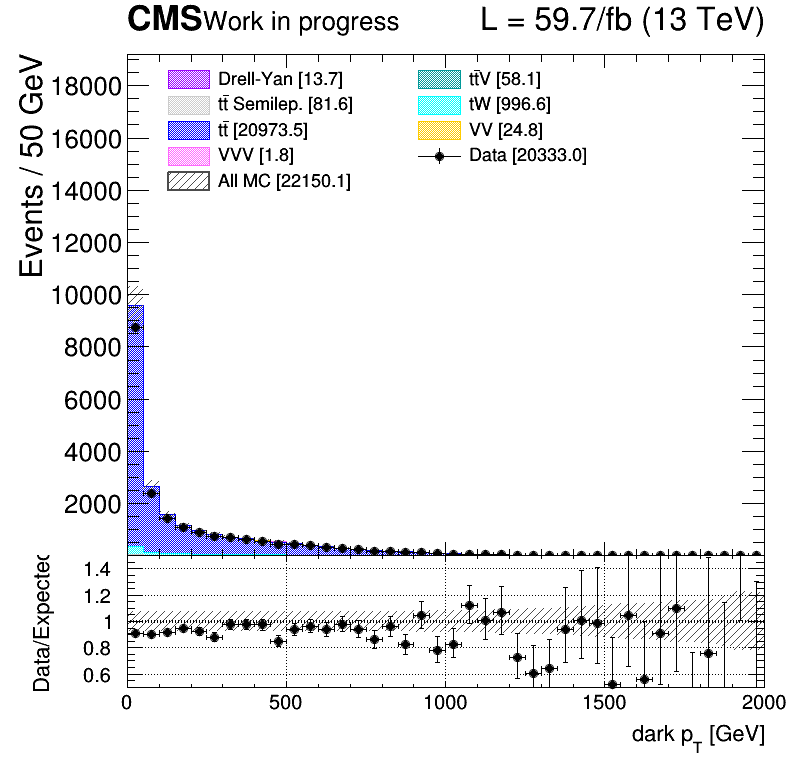 CMS Work in progress L = 59.7/fb (13 TeV)
Events / 50 GeV
18000
16000
14000
12000
10000
8000
6000
4000
2000
Drell-Yan [13.7]
tt̄ Semilep. [81.6]
tt̄ [20973.5]
VVV [1.8]
All MC [22150.1]
tt̄V [58.1]
tW [996.6]
VV [24.8]
Data [20333.0]
Data/Expected
1.4
1.2
1
0.8
0.6
0 500 1000 1500 2000
dark p_T [GeV]